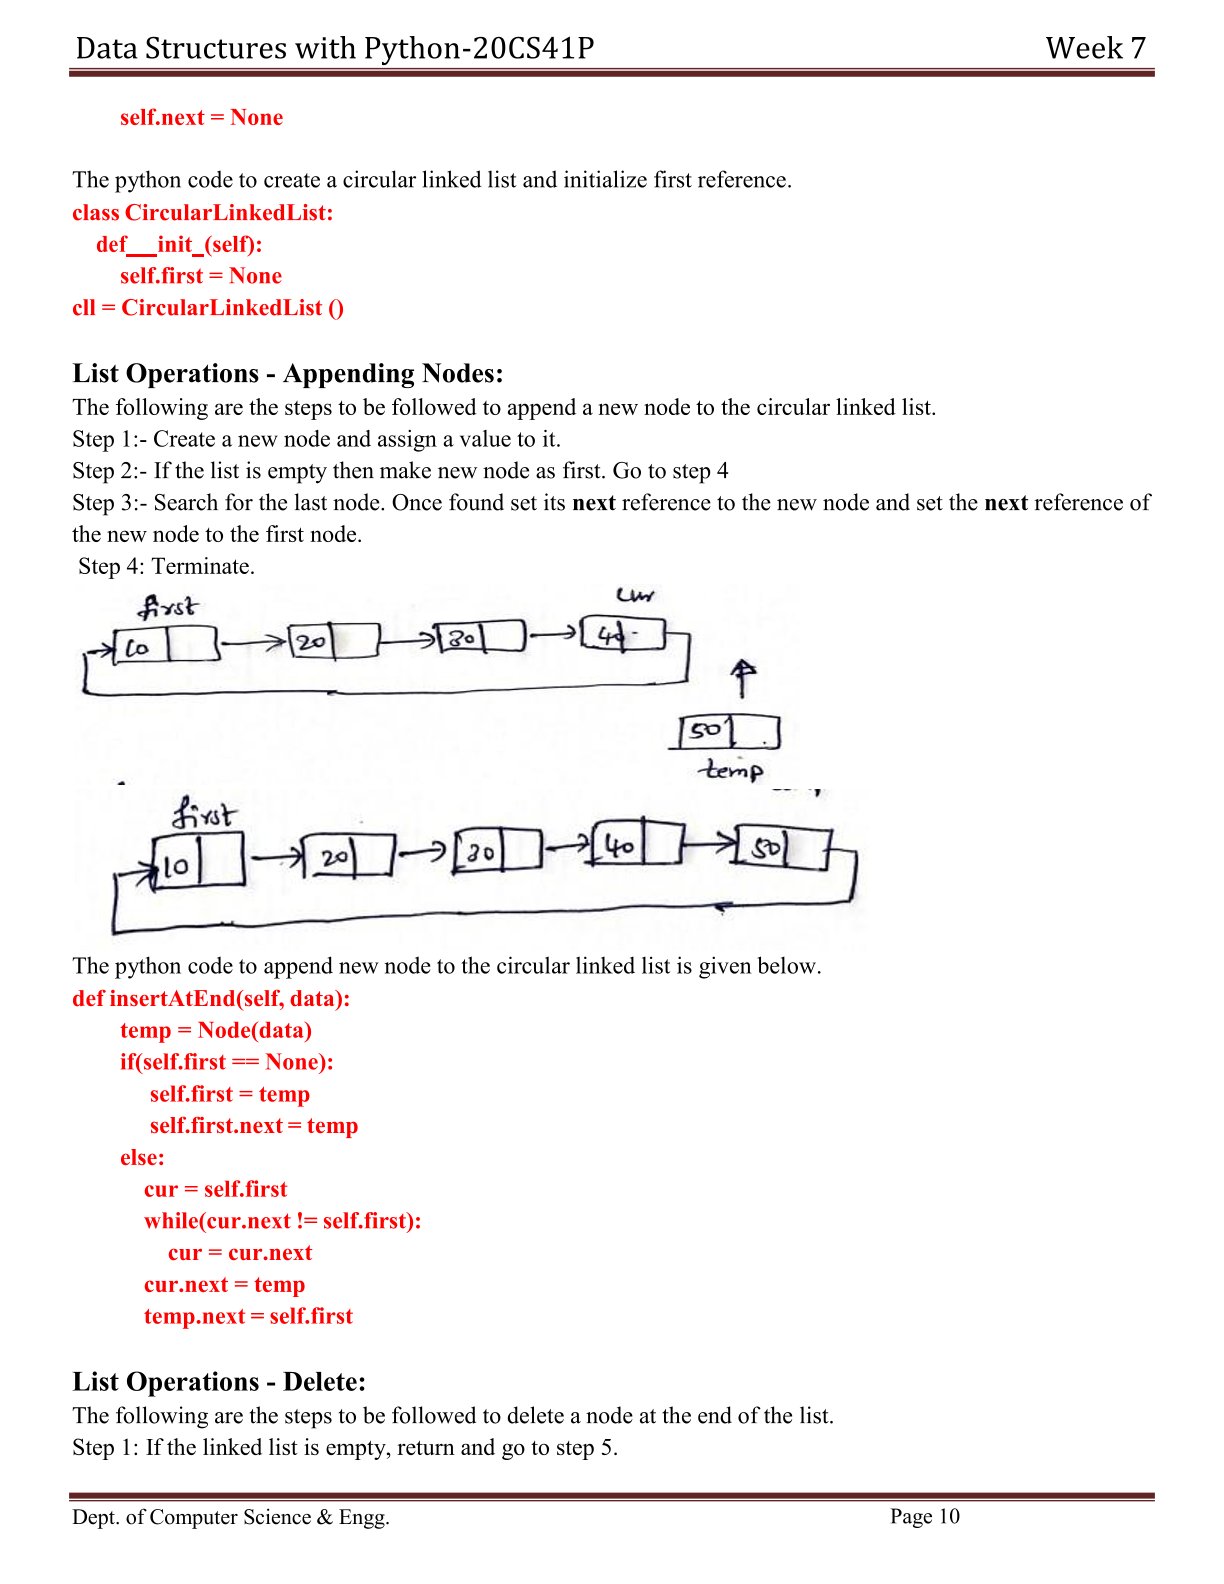 Data Structures with Python-20CS41P Week 7
self.next = None
The python code to create a circular linked list and initialize first reference.
class CircularLinkedList:
def__init_(self):
self.first = None
cll = CircularLinkedList ()
List Operations - Appending Nodes:
The following are the steps to be followed to append a new node to the circular linked list.
Step 1:- Create a new node and assign a value to it.
Step 2:- If the list is empty then make new node as first. Go to step 4
Step 3:- Search for the last node. Once found set its next reference to the new node and set the next reference of
the new node to the first node.
Step 4: Terminate.
first cur
10 20 30 40
50
temp
first
10 20 30 40 50
The python code to append new node to the circular linked list is given below.
def insertAtEnd(self, data):
temp = Node(data)
if(self.first == None):
self.first = temp
self.first.next = temp
else:
cur = self.first
while(cur.next != self.first):
cur = cur.next
cur.next = temp
temp.next = self.first
List Operations - Delete:
The following are the steps to be followed to delete a node at the end of the list.
Step 1: If the linked list is empty, return and go to step 5.
Dept. of Computer Science & Engg. Page 10